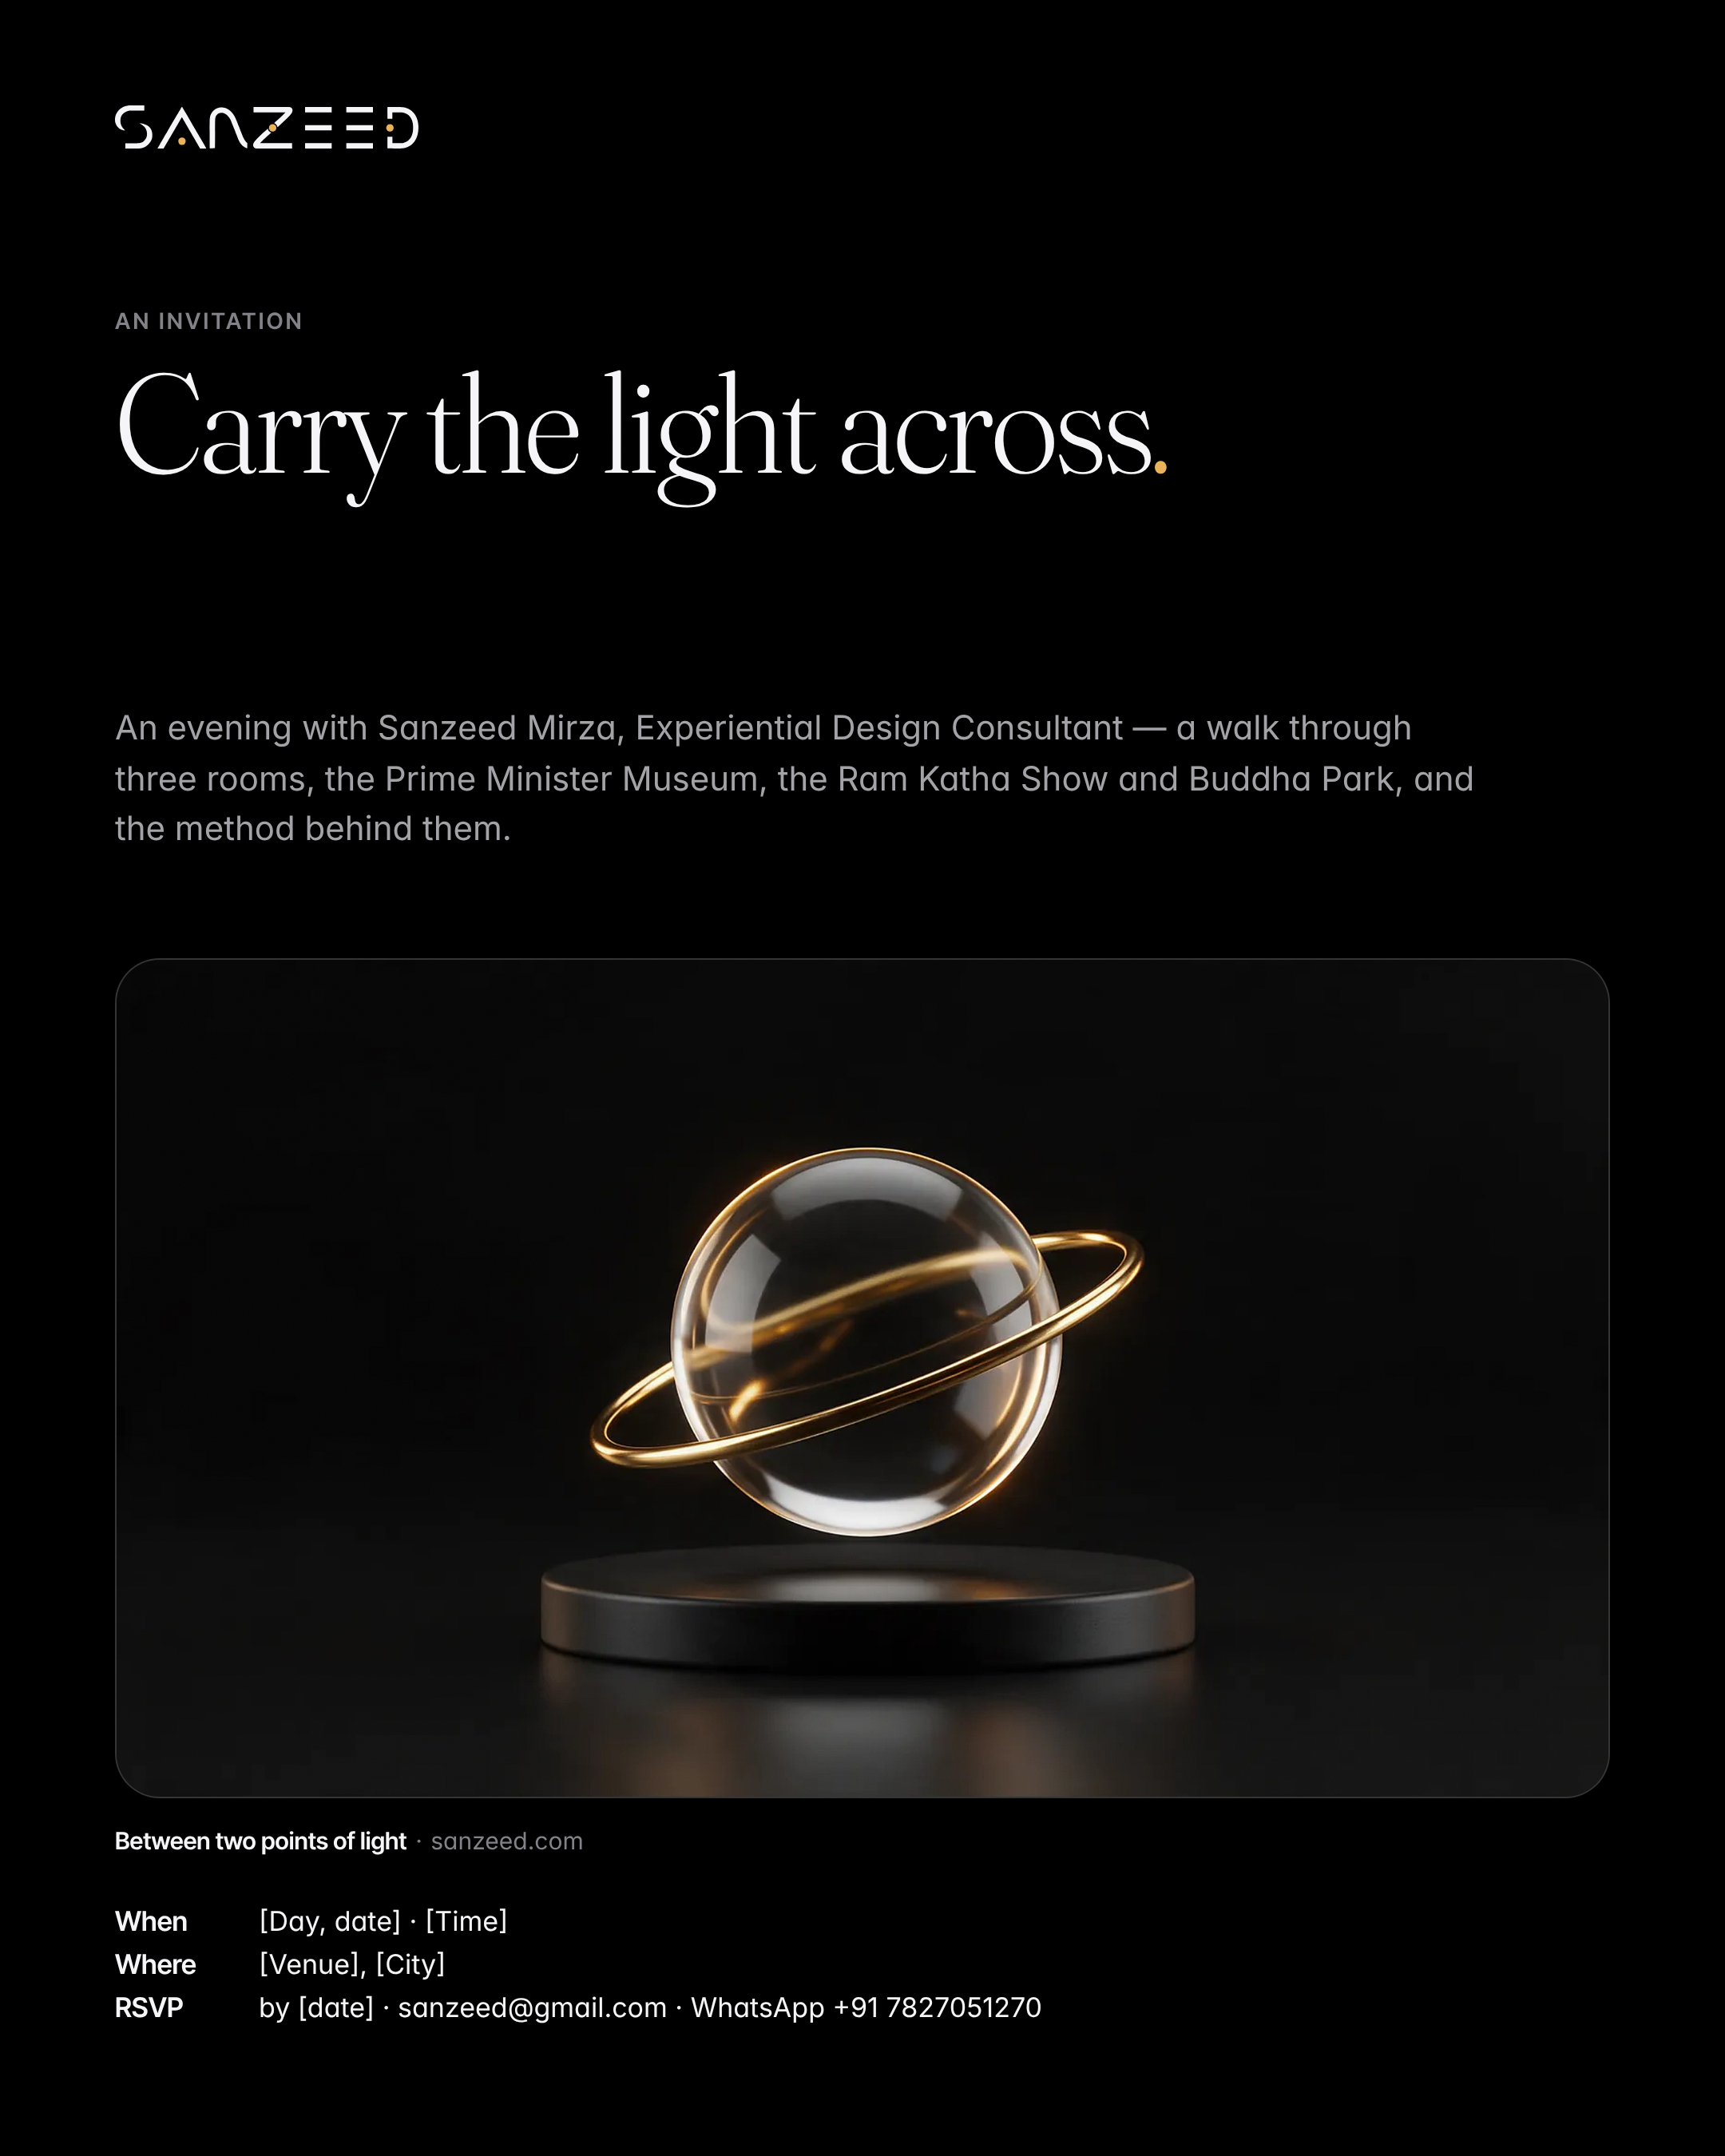 SANZEED
AN INVITATION
Carry the light across.
An evening with Sanzeed Mirza, Experiential Design Consultant — a walk through
three rooms, the Prime Minister Museum, the Ram Katha Show and Buddha Park, and
the method behind them.
Between two points of light · sanzeed.com
When [Day, date] · [Time]
Where [Venue], [City]
RSVP by [date] · sanzeed@gmail.com · WhatsApp +91 7827051270